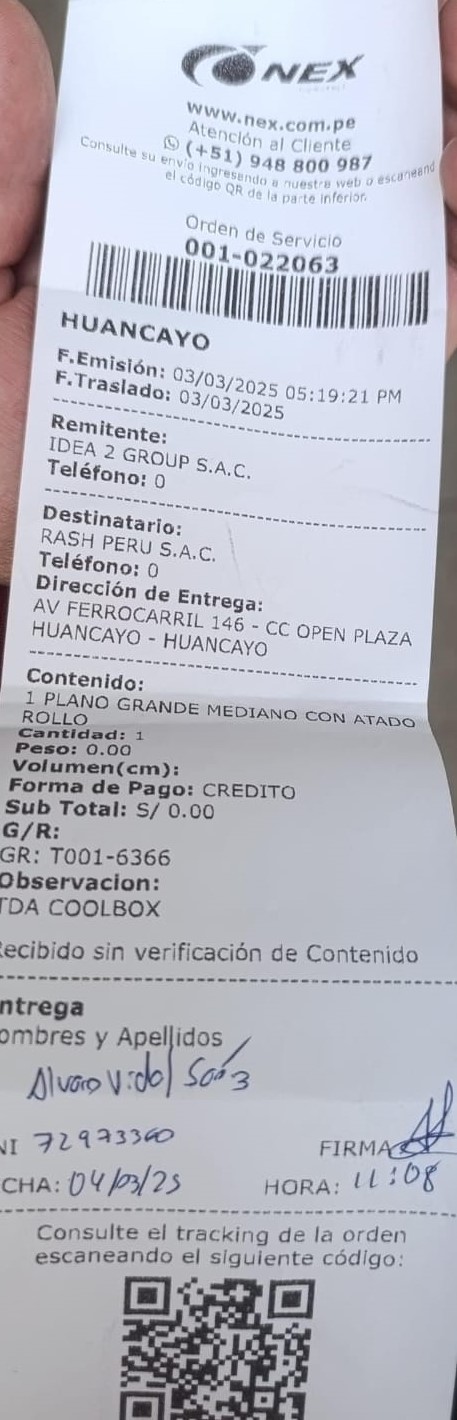 NEX
www.nex.com.pe
Atención al Cliente
(+51) 948 800 987
Consulte su envío ingresando a nuestra web o escaneand
el código QR de la parte inferior.
Orden de Servicio
001-022063
HUANCAYO
F.Emisión: 03/03/2025 05:19:21 PM
F.Traslado: 03/03/2025
Remitente:
IDEA 2 GROUP S.A.C.
Teléfono: 0
Destinatario:
RASH PERU S.A.C.
Teléfono: 0
Dirección de Entrega:
AV FERROCARRIL 146 - CC OPEN PLAZA
HUANCAYO - HUANCAYO
Contenido:
1 PLANO GRANDE MEDIANO CON ATADO
ROLLO
Cantidad: 1
Peso: 0.00
Volumen(cm):
Forma de Pago: CREDITO
Sub Total: S/ 0.00
G/R:
GR: T001-6366
Observacion:
TDA COOLBOX
Recibido sin verificación de Contenido
ntrega
ombres y Apellidos
Alvaro Vidal
NI 72973360 FIRMA
CHA: 04/03/25 HORA: 11:08
Consulte el tracking de la orden
escaneando el siguiente código: